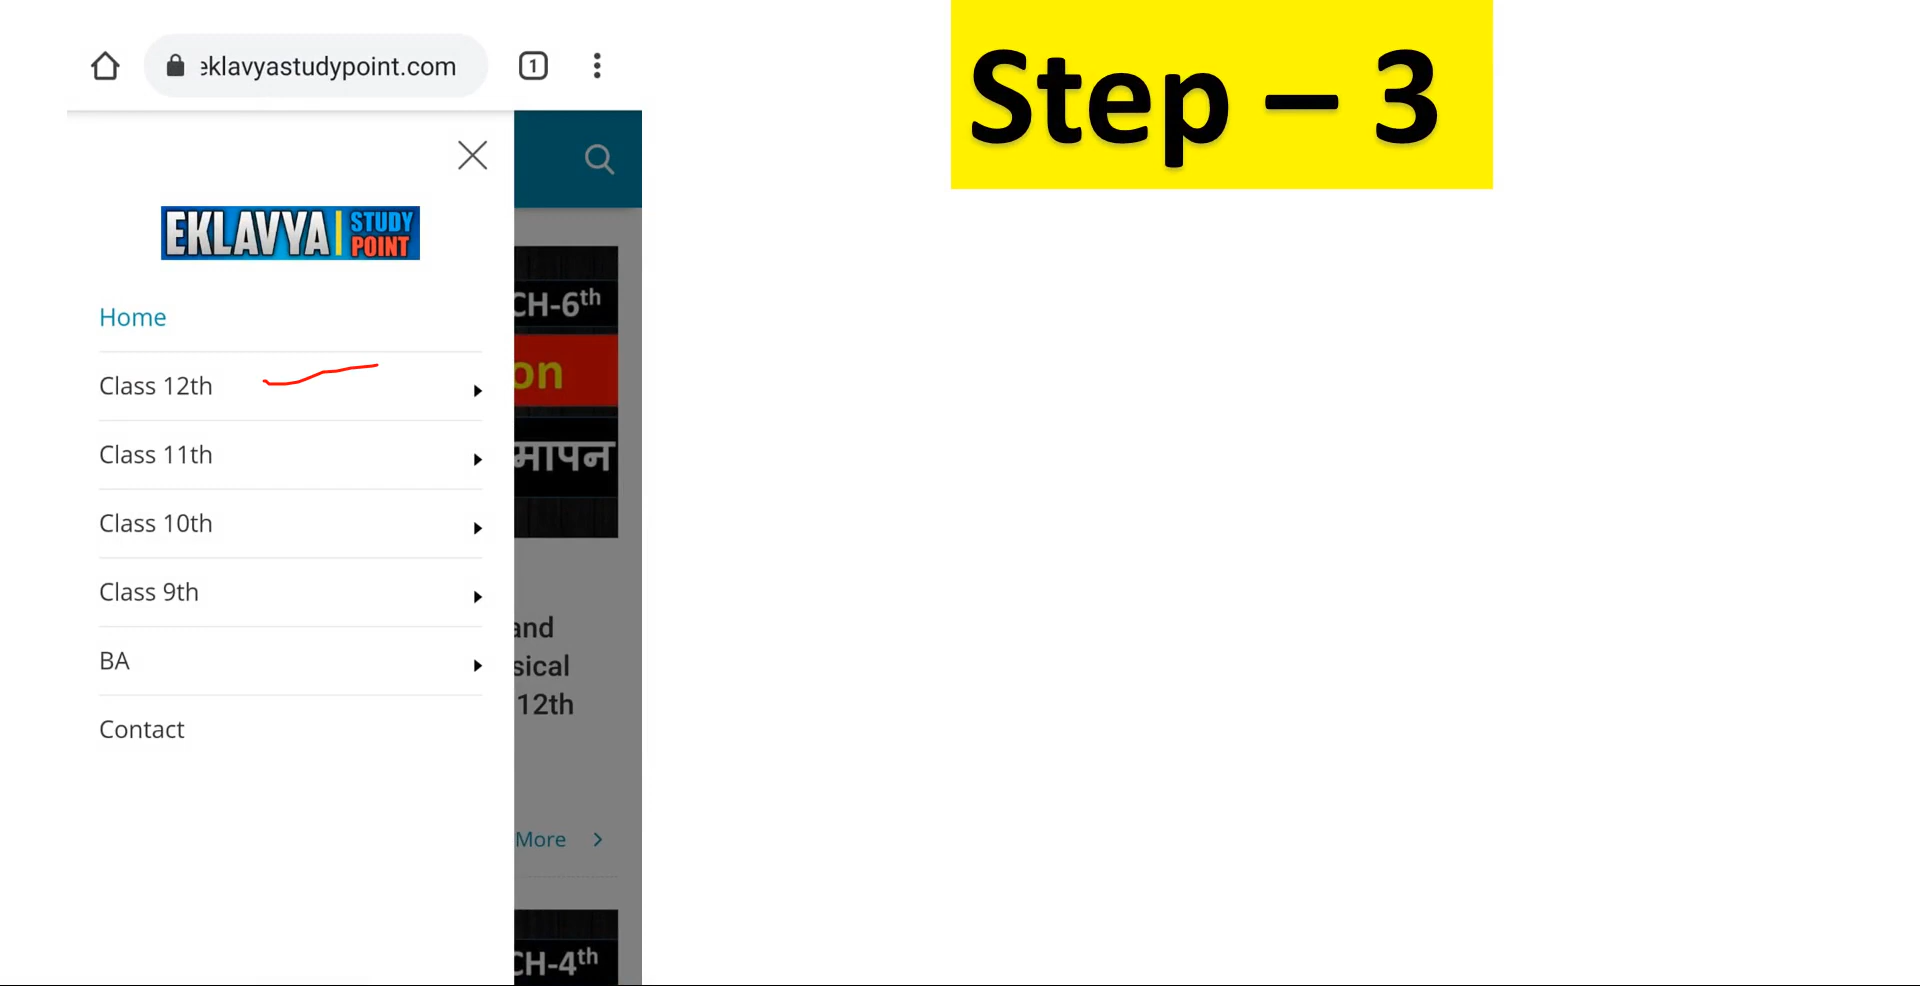 eklavyastudypoint.com
1
Step – 3
EKLAVYA STUDY POINT
Home
Class 12th
Class 11th
Class 10th
Class 9th
BA
Contact
CH-6th
on
मापन
and
sical
12th
More
CH-4th